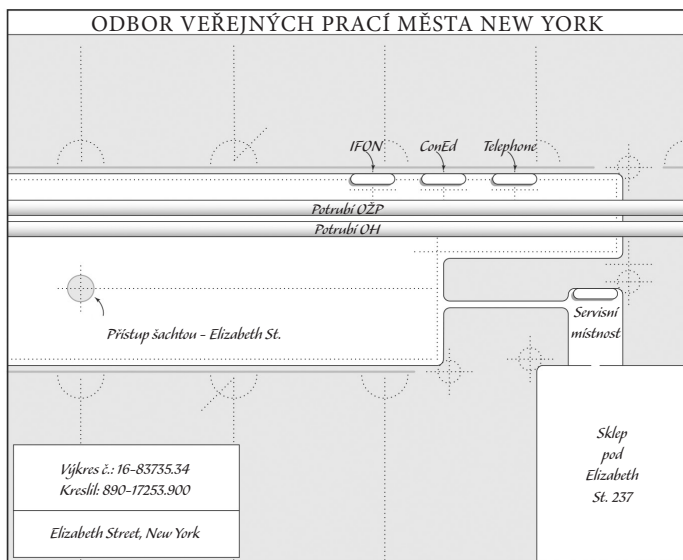 ODBOR VEŘEJNÝCH PRACÍ MĚSTA NEW YORK
IFON
ConEd
Telephone
Potrubí OŽP
Potrubí OH
Servisní
místnost
Přístup šachtou – Elizabeth St.
Sklep
pod
Elizabeth
St. 237
Výkres č.: 16-83735.34
Kreslil: 890-17253.900
Elizabeth Street, New York